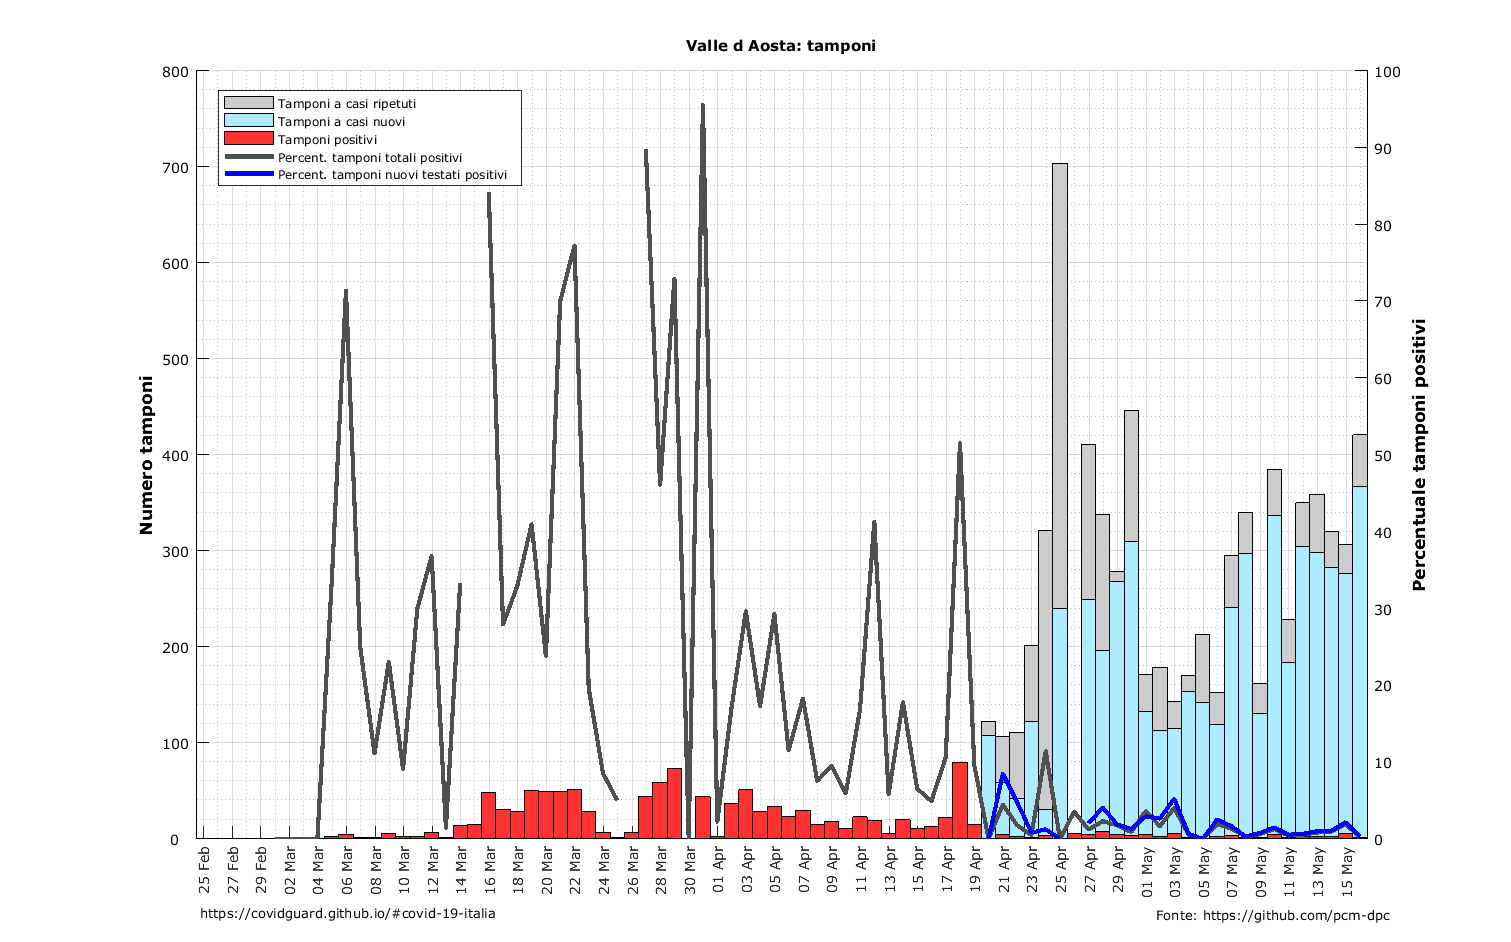 Valle d Aosta: tamponi
Tamponi a casi ripetuti
Tamponi a casi nuovi
Tamponi positivi
Percent. tamponi totali positivi
Percent. tamponi nuovi testati positivi
Numero tamponi
800
700
600
500
400
300
200
100
0
Percentuale tamponi positivi
100
90
80
70
60
50
40
30
20
10
0
25 Feb
27 Feb
29 Feb
02 Mar
04 Mar
06 Mar
08 Mar
10 Mar
12 Mar
14 Mar
16 Mar
18 Mar
20 Mar
22 Mar
24 Mar
26 Mar
28 Mar
30 Mar
01 Apr
03 Apr
05 Apr
07 Apr
09 Apr
11 Apr
13 Apr
15 Apr
17 Apr
19 Apr
21 Apr
23 Apr
25 Apr
27 Apr
29 Apr
01 May
03 May
05 May
07 May
09 May
11 May
13 May
15 May
https://covidguard.github.io/#covid-19-italia
Fonte: https://github.com/pcm-dpc